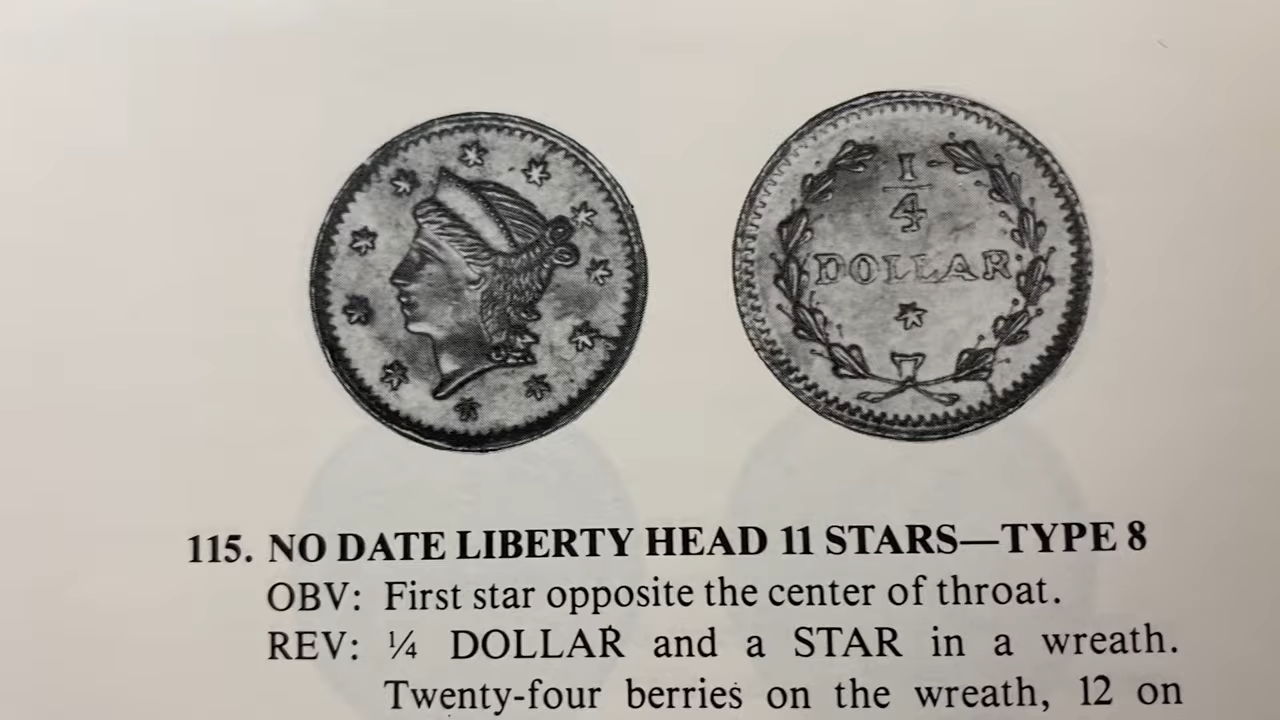 1
4
DOLLAR
115. NO DATE LIBERTY HEAD 11 STARS—TYPE 8
OBV: First star opposite the center of throat.
REV: ¼ DOLLAR and a STAR in a wreath.
Twenty-four berries on the wreath, 12 on